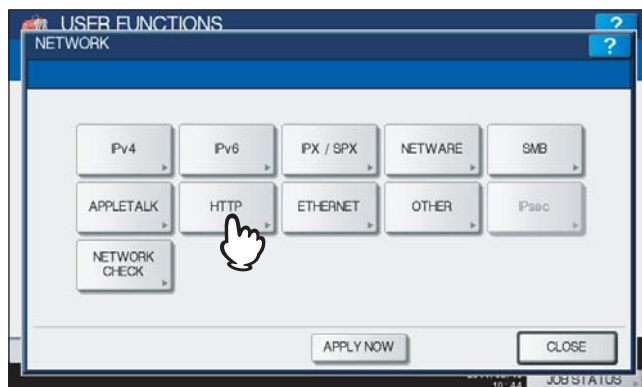 USER FUNCTIONS
?
NETWORK
?
IPv4
IPv6
IPX / SPX
NETWARE
SMB
APPLETALK
HTTP
ETHERNET
OTHER
IPsec
NETWORK
CHECK
APPLY NOW
CLOSE
JOB STATUS